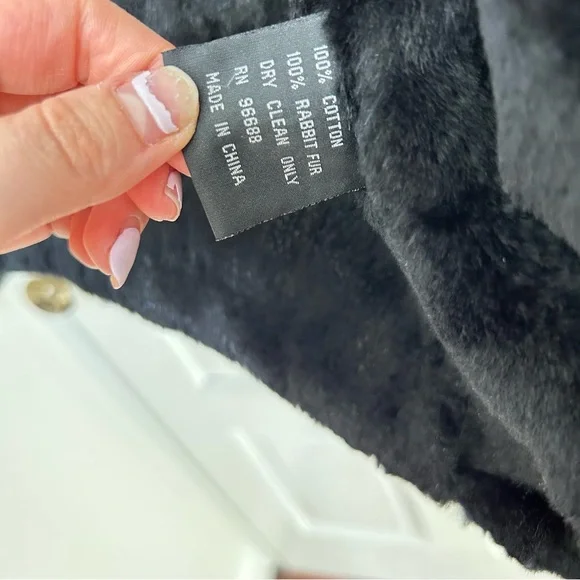 100% COTTON
100% RABBIT FUR
DRY CLEAN ONLY
RN 96688
MADE IN CHINA